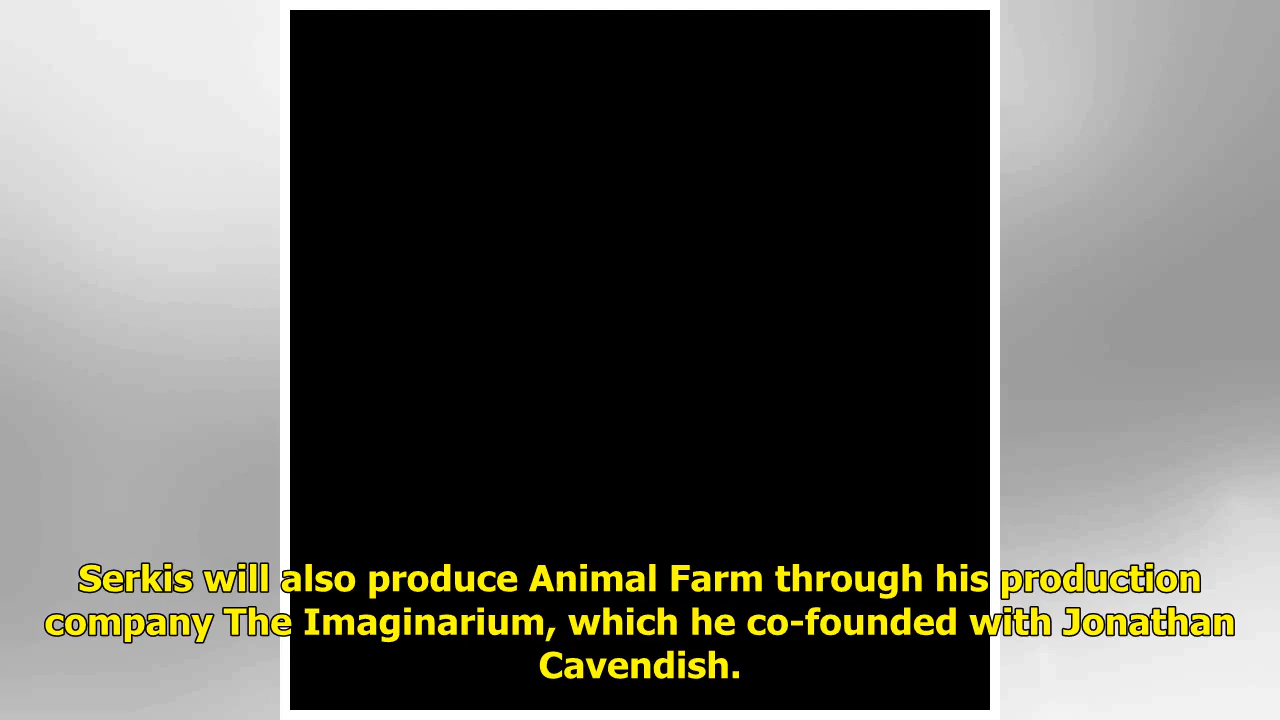 Serkis will also produce Animal Farm through his production
company The Imaginarium, which he co-founded with Jonathan
Cavendish.